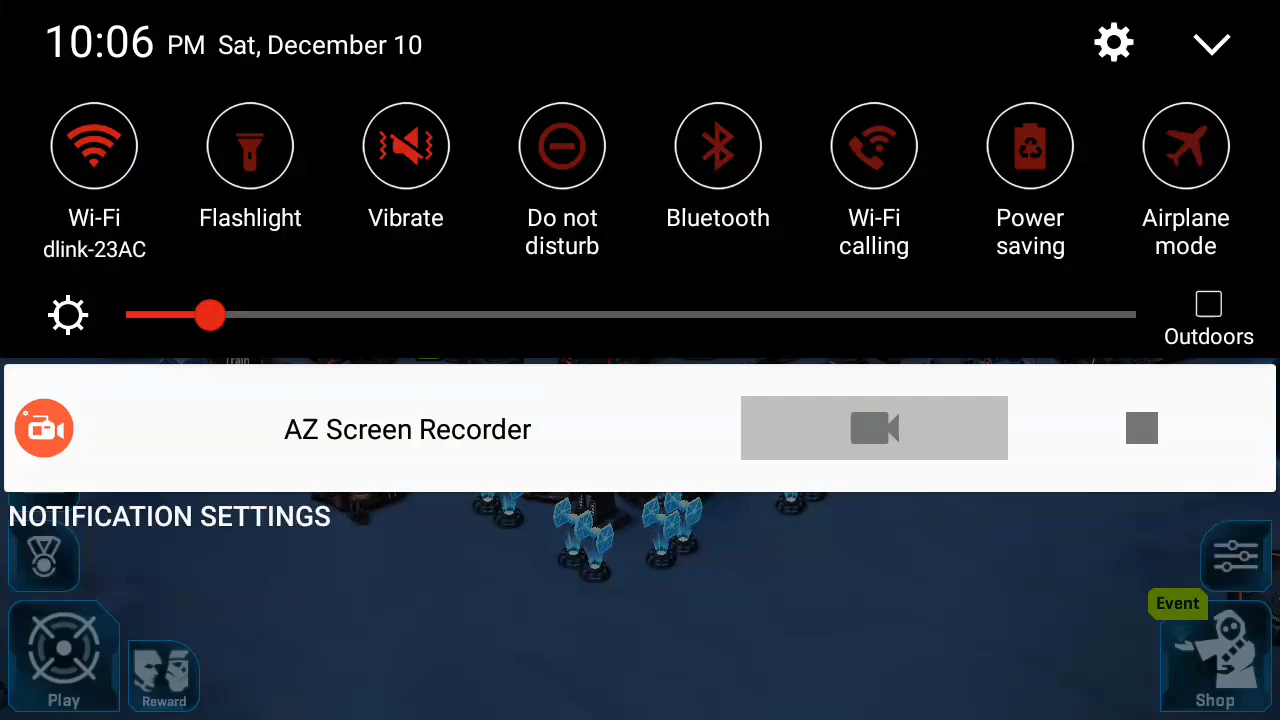 10:06 PM Sat, December 10
Wi-Fi
dlink-23AC
Flashlight
Vibrate
Do not
disturb
Bluetooth
Wi-Fi
calling
Power
saving
Airplane
mode
Outdoors
Train
AZ Screen Recorder
NOTIFICATION SETTINGS
Event
Play
Reward
Shop